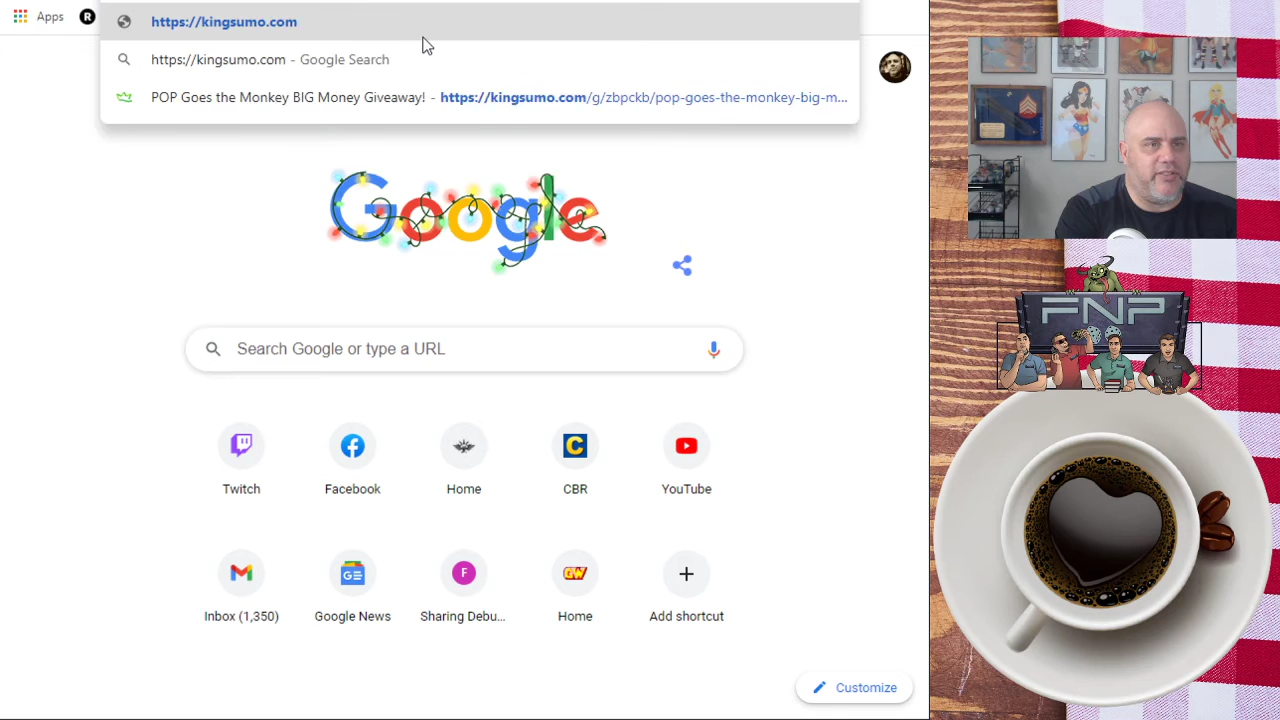 Apps
R
https://kingsumo.com
https://kingsumo.com - Google Search
POP Goes the Monkey BIG Money Giveaway! - https://kingsumo.com/g/zbpckb/pop-goes-the-monkey-big-m...
Google
Search Google or type a URL
Twitch
Facebook
Home
C
CBR
YouTube
GW
F
Inbox (1,350)
Google News
Sharing Debu...
Home
Add shortcut
Customize
FNP